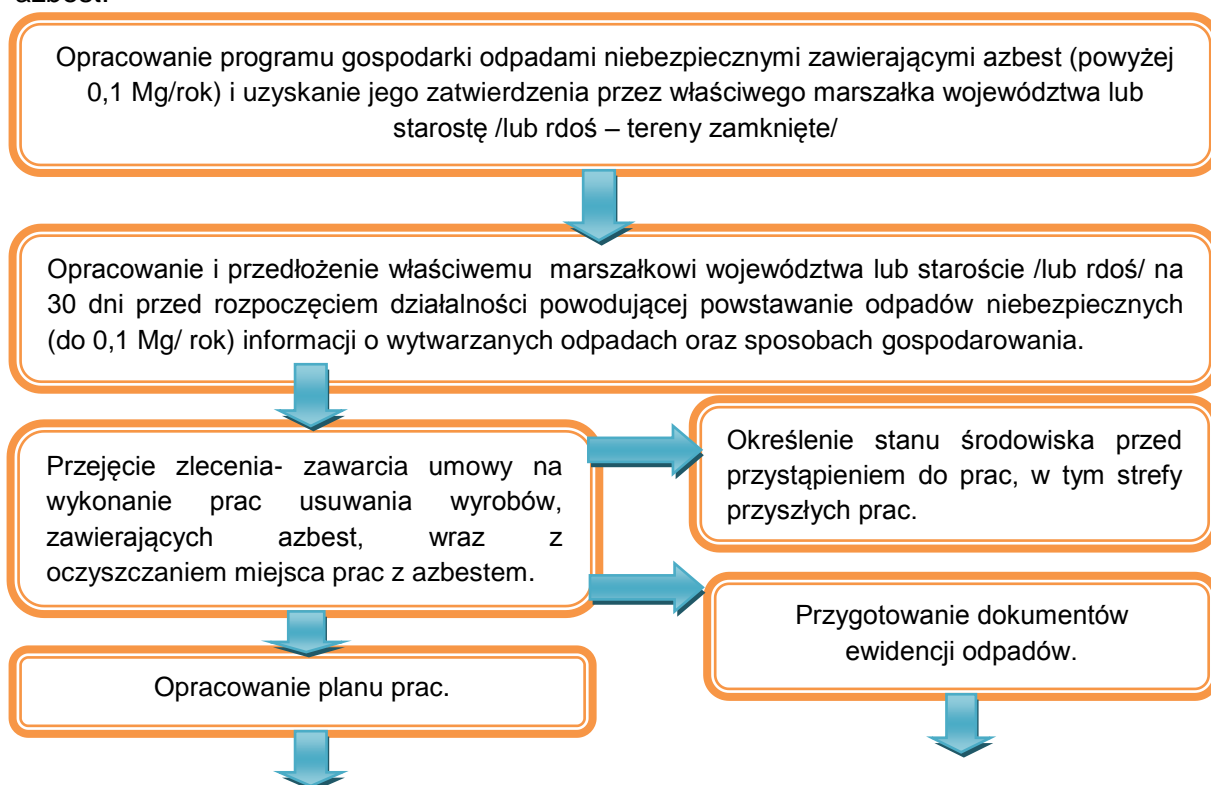 azbest.
Opracowanie programu gospodarki odpadami niebezpiecznymi zawierającymi azbest (powyżej
0,1 Mg/rok) i uzyskanie jego zatwierdzenia przez właściwego marszałka województwa lub
starostę /lub rdoś – tereny zamknięte/
Opracowanie i przedłożenie właściwemu marszałkowi województwa lub staroście /lub rdoś/ na
30 dni przed rozpoczęciem działalności powodującej powstawanie odpadów niebezpiecznych
(do 0,1 Mg/ rok) informacji o wytwarzanych odpadach oraz sposobach gospodarowania.
Przejęcie zlecenia- zawarcia umowy na
wykonanie prac usuwania wyrobów,
zawierających azbest, wraz z
oczyszczaniem miejsca prac z azbestem.
Określenie stanu środowiska przed
przystąpieniem do prac, w tym strefy
przyszłych prac.
Przygotowanie dokumentów
ewidencji odpadów.
Opracowanie planu prac.